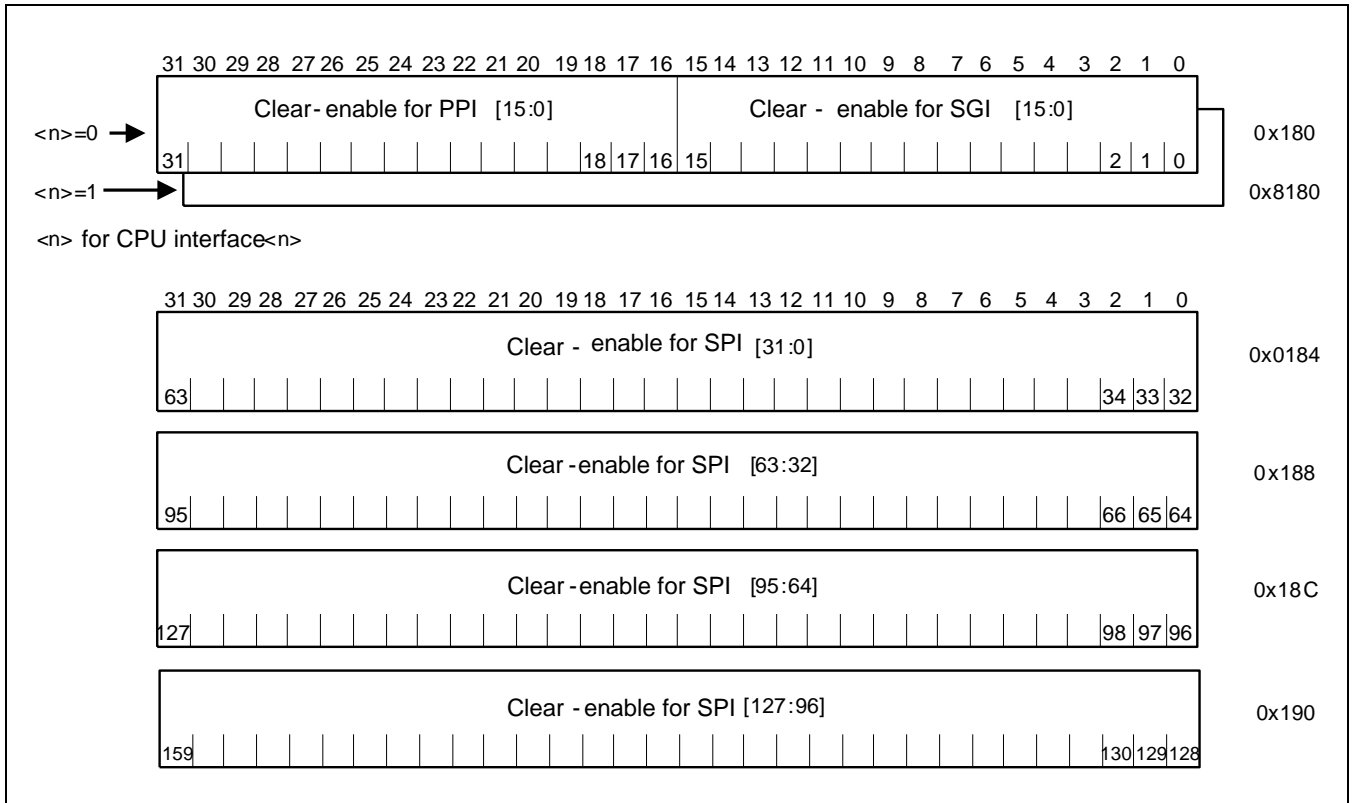 31 30 29 28 27 26 25 24 23 22 21 20 19 18 17 16 15 14 13 12 11 10 9 8 7 6 5 4 3 2 1 0
Clear- enable for PPI [15:0] Clear - enable for SGI [15:0]
<n>=0 0x180
31 18 17 16 15 2 1 0
<n>=1 0x8180
<n> for CPU interface<n>
31 30 29 28 27 26 25 24 23 22 21 20 19 18 17 16 15 14 13 12 11 10 9 8 7 6 5 4 3 2 1 0
Clear - enable for SPI [31:0] 0x0184
63 34 33 32
Clear -enable for SPI [63:32] 0x188
95 66 65 64
Clear -enable for SPI [95:64] 0x18C
127 98 97 96
Clear - enable for SPI [127:96] 0x190
159 130 129 128